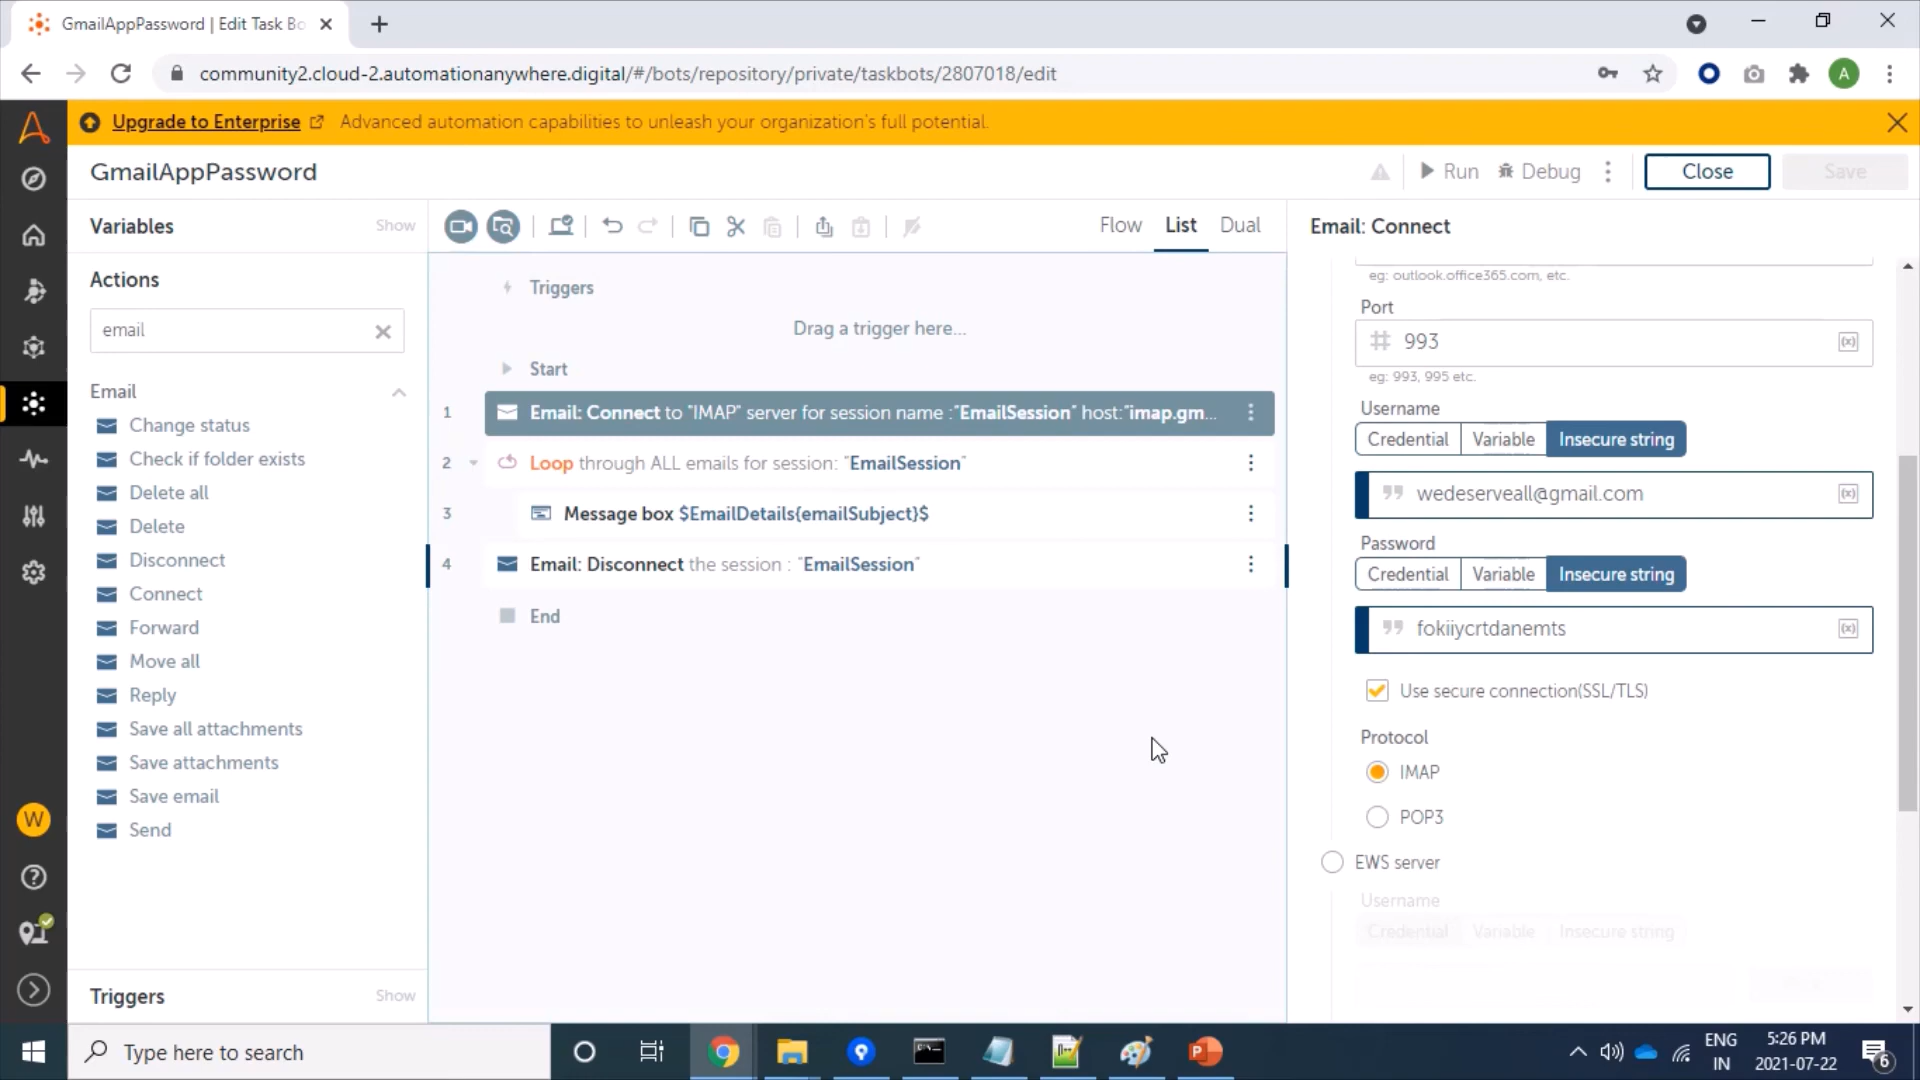 GmailAppPassword | Edit Task Bo
community2.cloud-2.automationanywhere.digital/#/bots/repository/private/taskbots/2807018/edit
A
Upgrade to Enterprise Advanced automation capabilities to unleash your organization's full potential.
GmailAppPassword
Run
Debug
Close
Save
Variables
Show
Flow
List
Dual
Email: Connect
Actions
email
Email
Change status
Check if folder exists
Delete all
Delete
Disconnect
Connect
Forward
Move all
Reply
Save all attachments
Save attachments
Save email
Send
Triggers
Show
Triggers
Drag a trigger here...
Start
1 Email: Connect to "IMAP" server for session name :"EmailSession" host:"imap.gm...
2 Loop through ALL emails for session: "EmailSession"
3 Message box $EmailDetails{emailSubject}$
4 Email: Disconnect the session : "EmailSession"
End
eg: outlook.office365.com, etc.
Port
993
(x)
eg: 993, 995 etc.
Username
Credential Variable Insecure string
wedeserveall@gmail.com
(x)
Password
Credential Variable Insecure string
fokiiycrtdanemts
(x)
Use secure connection(SSL/TLS)
Protocol
IMAP
POP3
EWS server
Username
Credential Variable Insecure string
W
Type here to search
ENG
IN
5:26 PM
2021-07-22
6